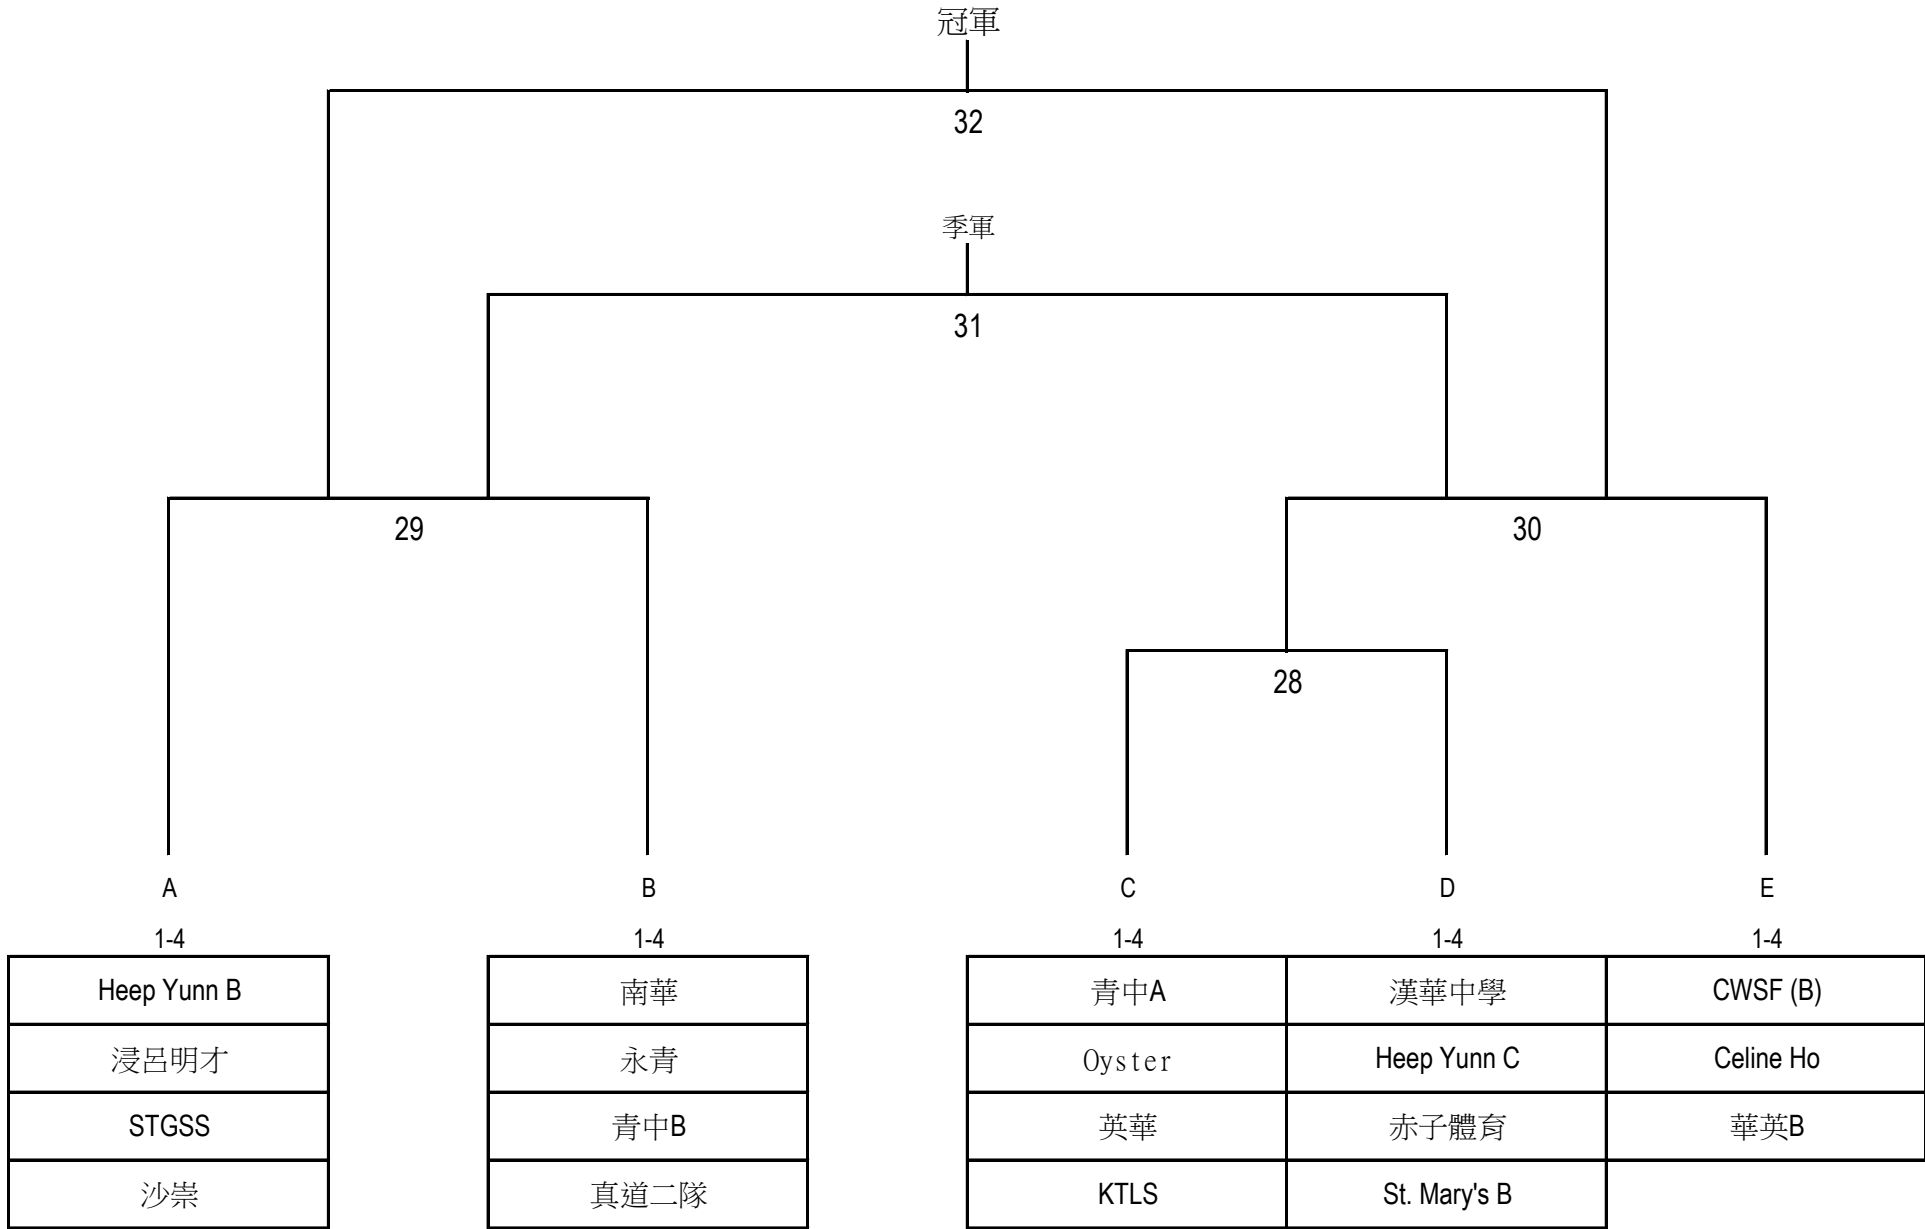 冠軍
32
季軍
31
29
30
28
A B C D E
1-4 1-4 1-4 1-4 1-4
Heep Yunn B 南華 青中A 漢華中學 CWSF (B)
浸呂明才 永青 Oyster Heep Yunn C Celine Ho
STGSS 青中B 英華 赤子體育 華英B
沙崇 真道二隊 KTLS St. Mary's B